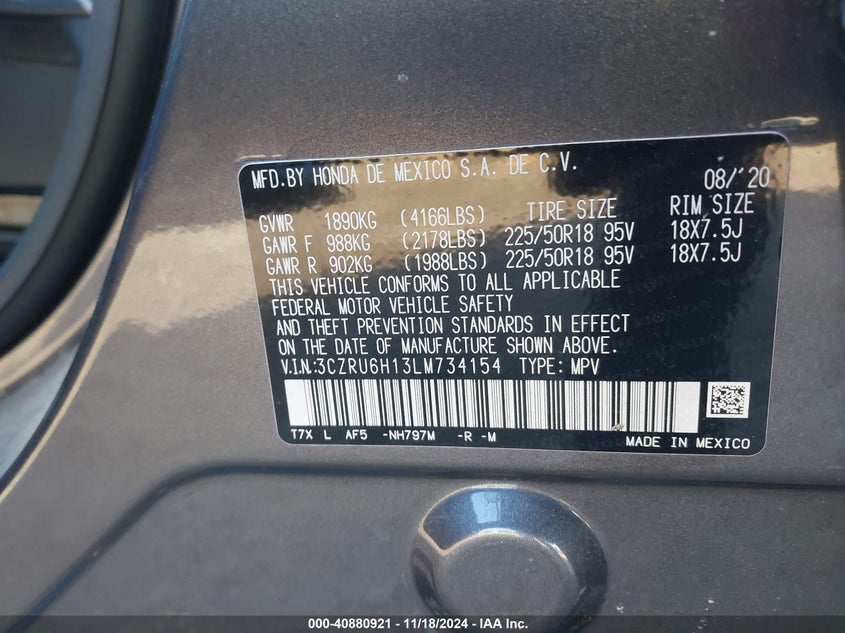 MFD.BY HONDA DE MEXICO S.A. DE C.V.
08/'20
GVWR 1890KG (4166LBS) TIRE SIZE RIM SIZE
GAWR F 988KG (2178LBS) 225/50R18 95V 18X7.5J
GAWR R 902KG (1988LBS) 225/50R18 95V 18X7.5J
THIS VEHICLE CONFORMS TO ALL APPLICABLE
FEDERAL MOTOR VEHICLE SAFETY
AND THEFT PREVENTION STANDARDS IN EFFECT
ON THE DATE OF MANUFACTURE SHOWN ABOVE.
V.I.N:3CZRU6H13LM734154 TYPE: MPV
T7X L AF5 -NH797M -R -M
MADE IN MEXICO
000-40880921 | 11/18/2024 - IAA Inc.